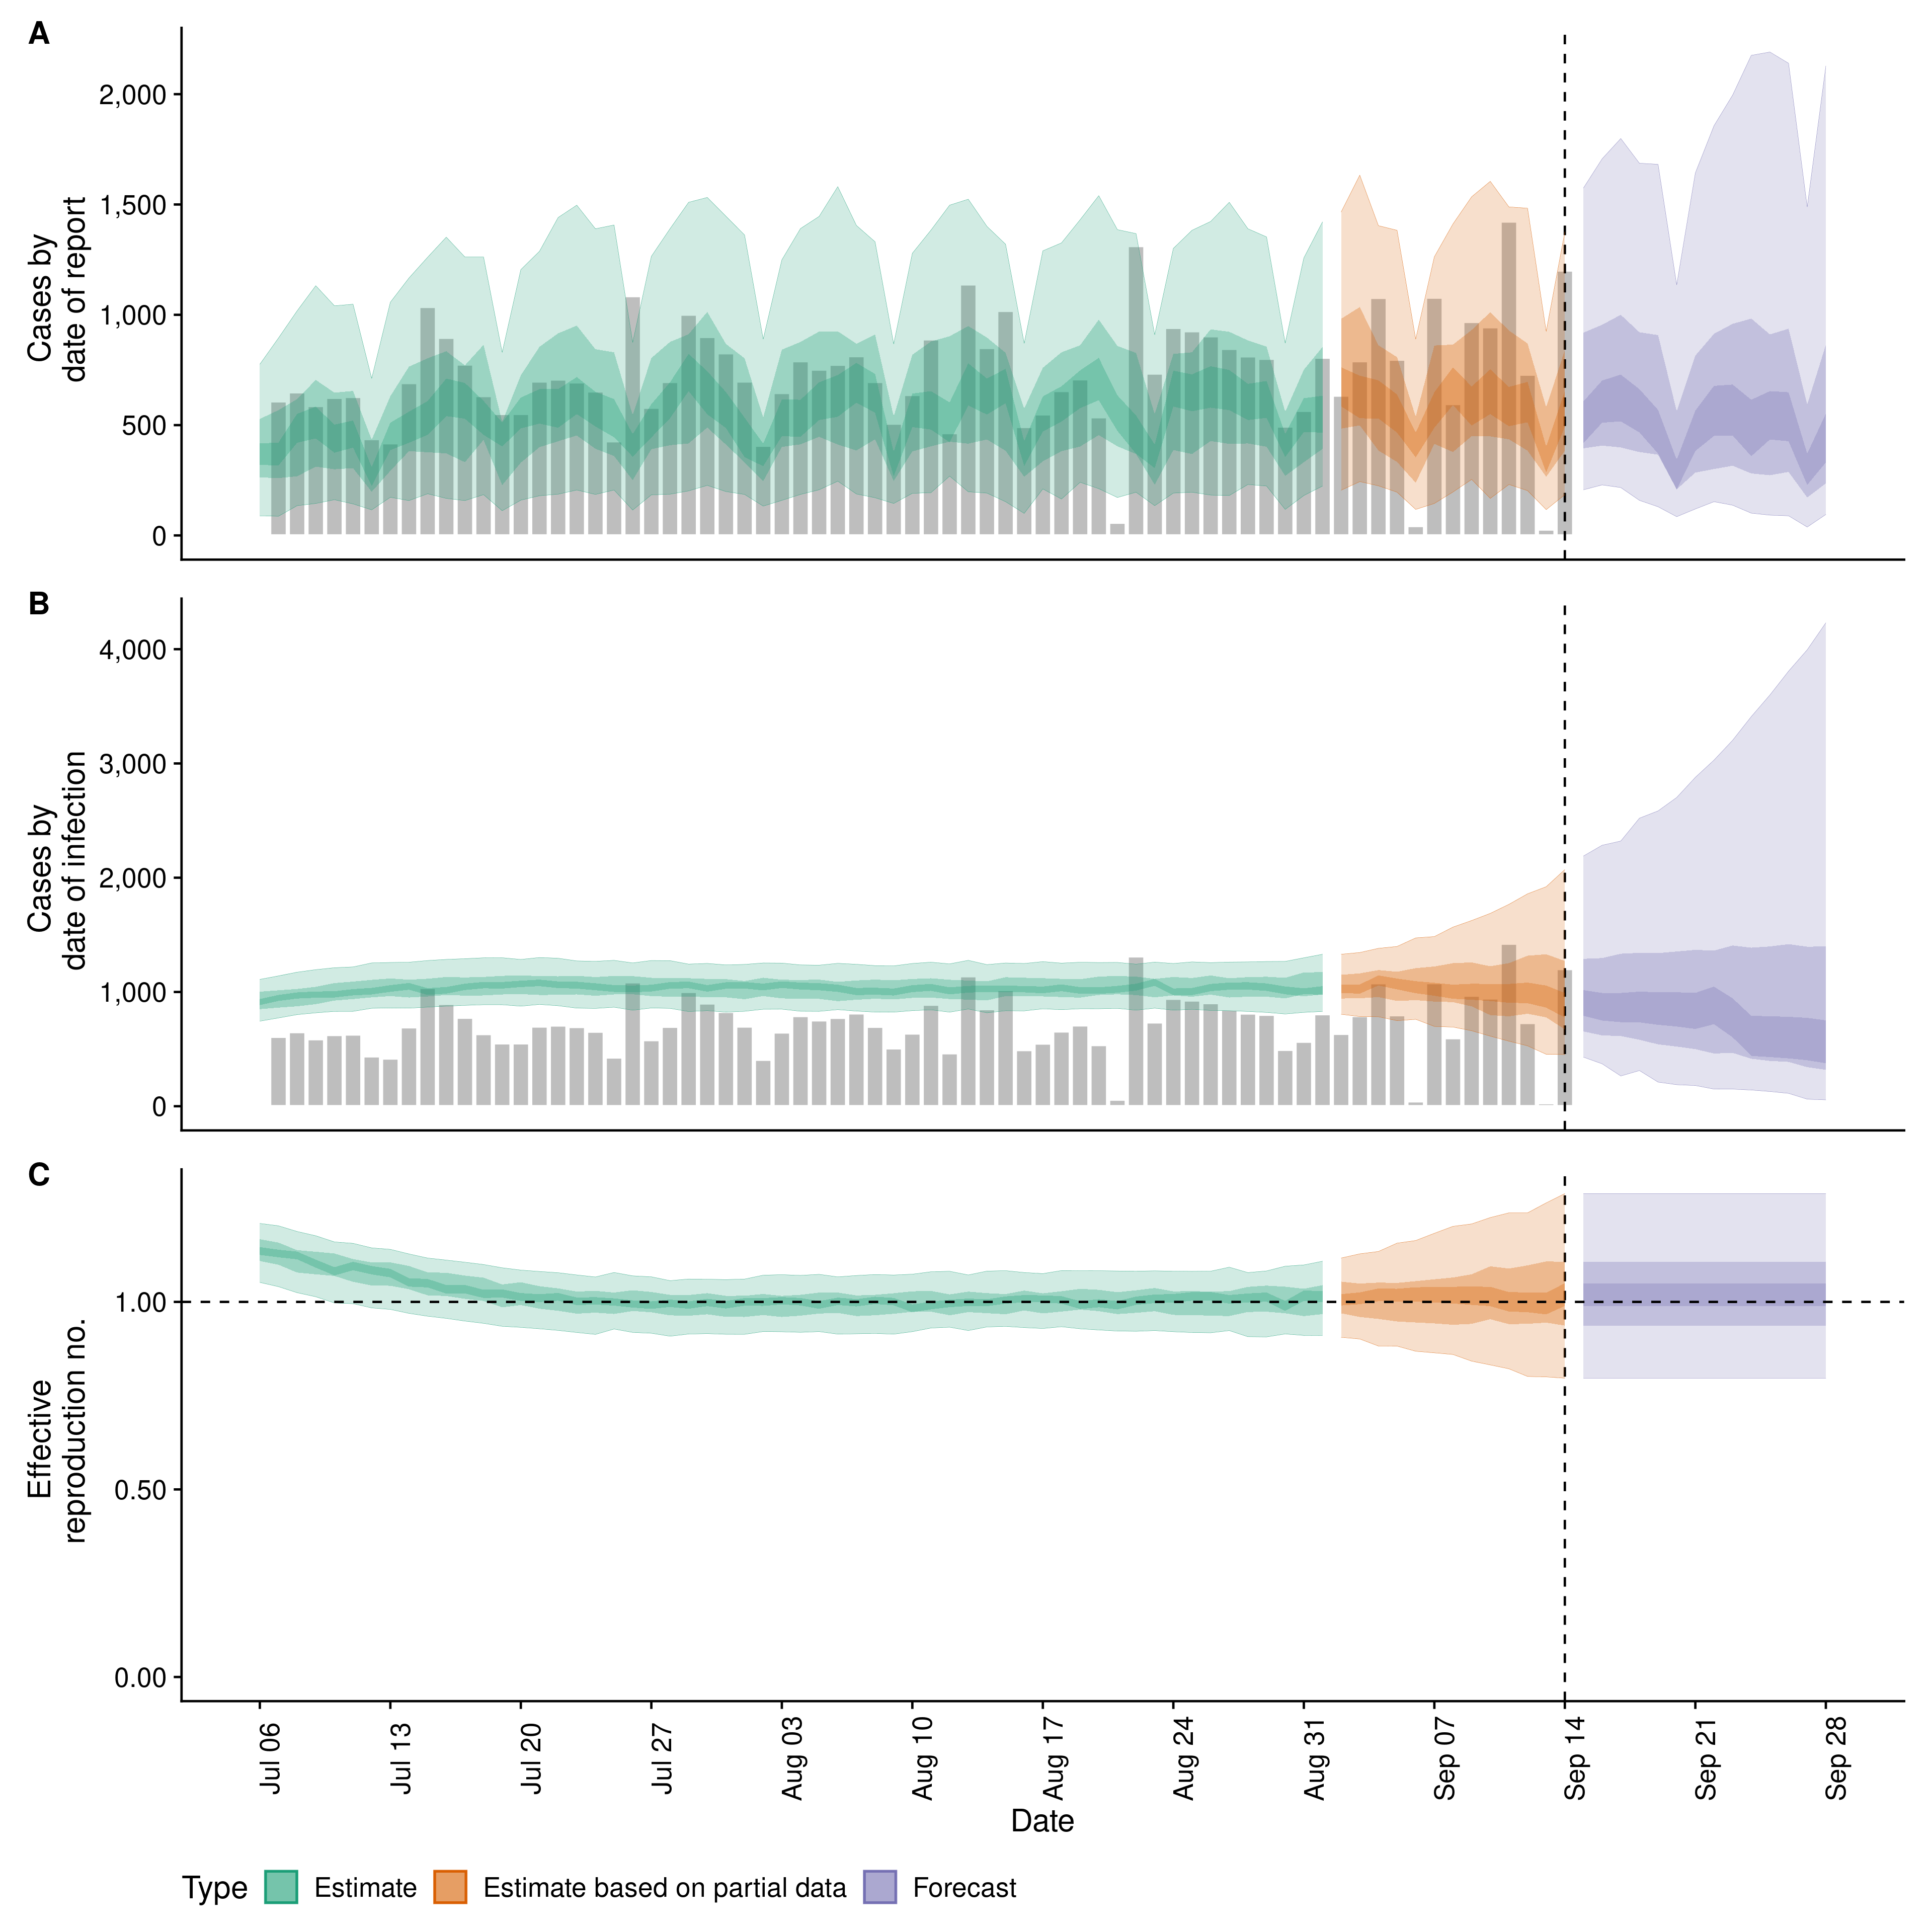 A
Cases by
date of report
2,000
1,500
1,000
500
0
B
Cases by
date of infection
4,000
3,000
2,000
1,000
0
C
Effective
reproduction no.
1.00
0.50
0.00
Jul 06
Jul 13
Jul 20
Jul 27
Aug 03
Aug 10
Aug 17
Aug 24
Aug 31
Sep 07
Sep 14
Sep 21
Sep 28
Date
Type Estimate Estimate based on partial data Forecast